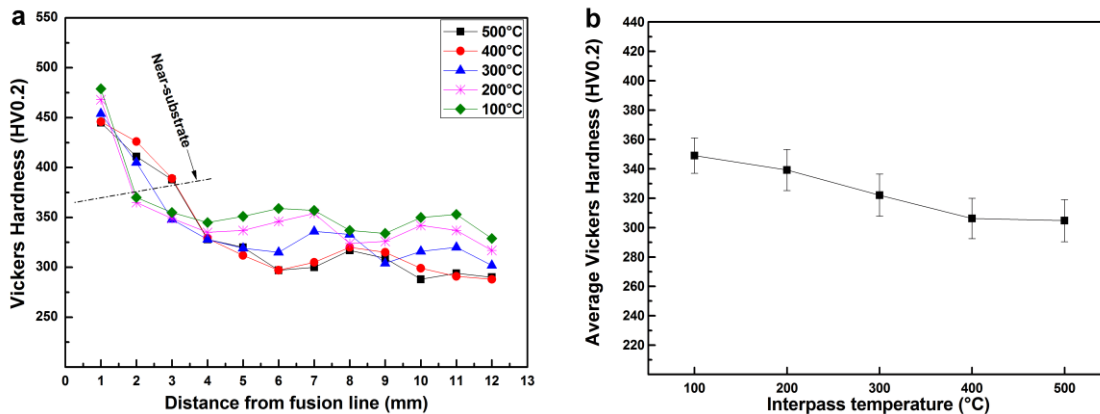 a
550
500
450
400
350
300
250
Vickers Hardness (HV0.2)
0 1 2 3 4 5 6 7 8 9 10 11 12 13
Distance from fusion line (mm)
Near-substrate
500°C
400°C
300°C
200°C
100°C
b
440
420
400
380
360
340
320
300
280
260
240
220
Average Vickers Hardness (HV0.2)
100 200 300 400 500
Interpass temperature (°C)